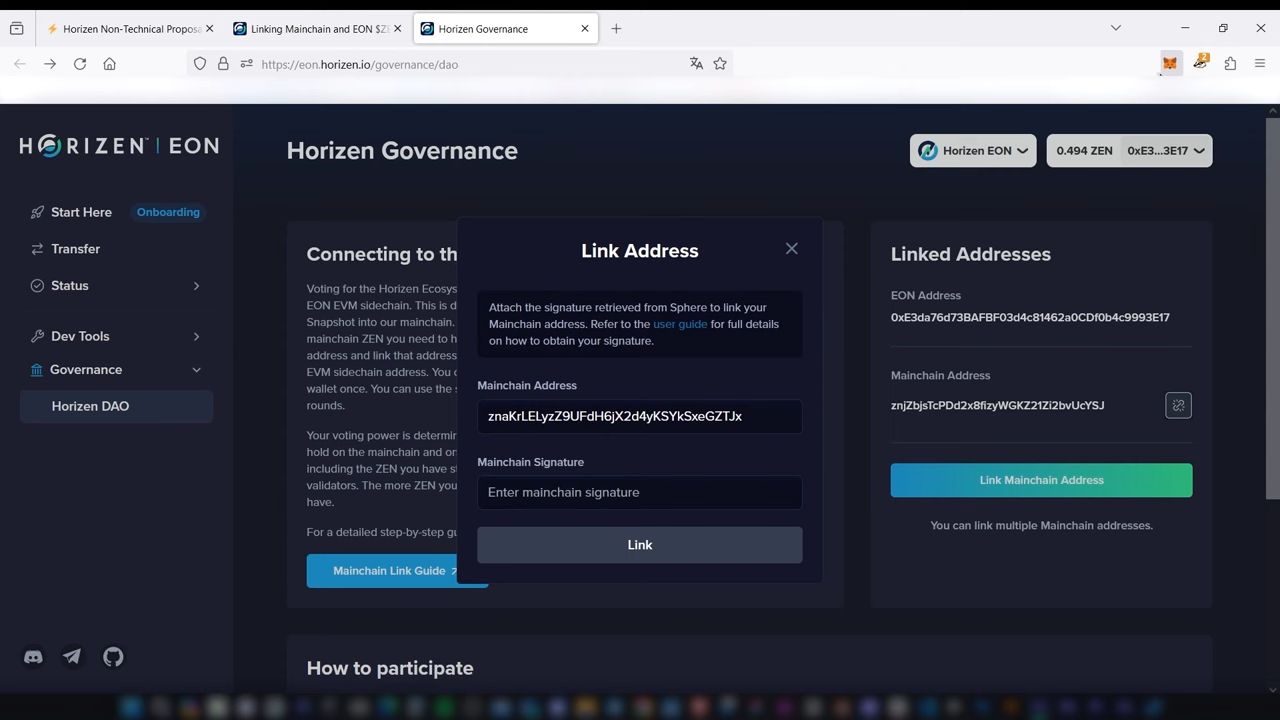 Horizen Non-Technical Proposa
Linking Mainchain and EON $ZE
Horizen Governance
https://eon.horizen.io/governance/dao
2
HORIZEN™ | EON
Start Here
Onboarding
Transfer
Status
Dev Tools
Governance
Horizen DAO
Horizen Governance
Horizen EON
0.494 ZEN
0xE3...3E17
Connecting to th
Voting for the Horizen Ecosys
EON EVM sidechain. This is d
Snapshot into our mainchain.
mainchain ZEN you need to h
address and link that address
EVM sidechain address. You c
wallet once. You can use the s
rounds.
Your voting power is determin
hold on the mainchain and on
including the ZEN you have st
validators. The more ZEN you
have.
For a detailed step-by-step gu
Mainchain Link Guide
Link Address
Attach the signature retrieved from Sphere to link your
Mainchain address. Refer to the user guide for full details
on how to obtain your signature.
Mainchain Address
znaKrLELyzZ9UFdH6jX2d4yKSYkSxeGZTJx
Mainchain Signature
Enter mainchain signature
Link
Linked Addresses
EON Address
0xE3da76d73BAFBF03d4c81462a0CDf0b4c9993E17
Mainchain Address
znjZbjsTcPDd2x8fizyWGKZ21Zi2bvUcYSJ
Link Mainchain Address
You can link multiple Mainchain addresses.
How to participate